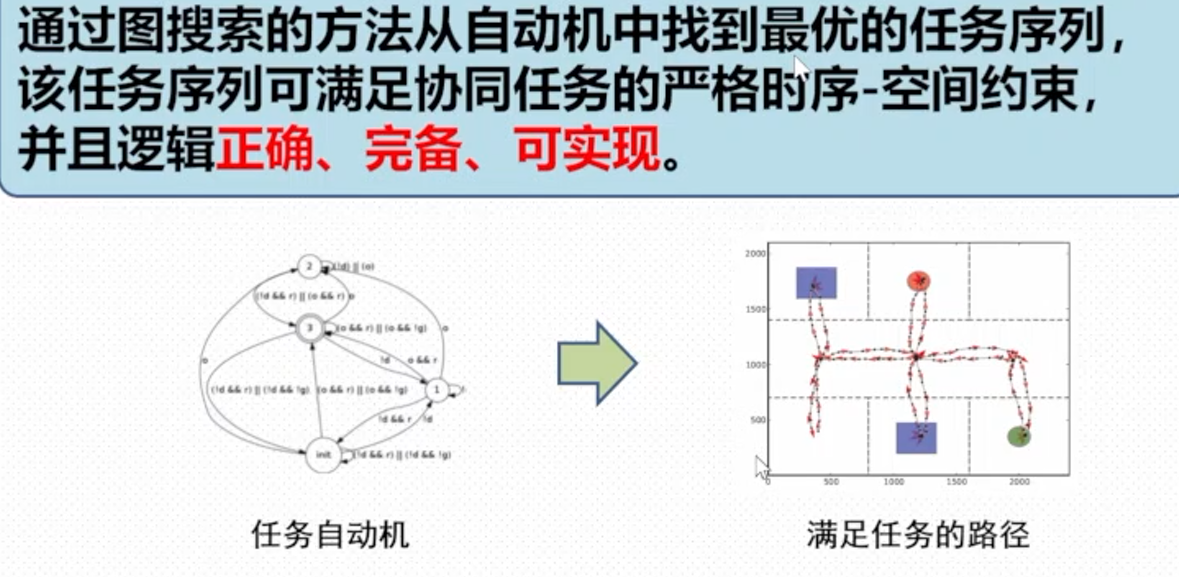 通过图搜索的方法从自动机中找到最优的任务序列，
该任务序列可满足协同任务的严格时序-空间约束，
并且逻辑正确、完备、可实现。
2
(!d) || (o)
(!d && r) || (o && r)
o
3
(o && r) || (o && !g)
o
o
!d
o && r
(!d && r) || (!d && !g)
(o && r) || (o && !g)
1
!d && r
!d
init
(!d && r) || (!d && !g)
2000
1500
1000
500
0
500
1000
1500
2000
任务自动机
满足任务的路径